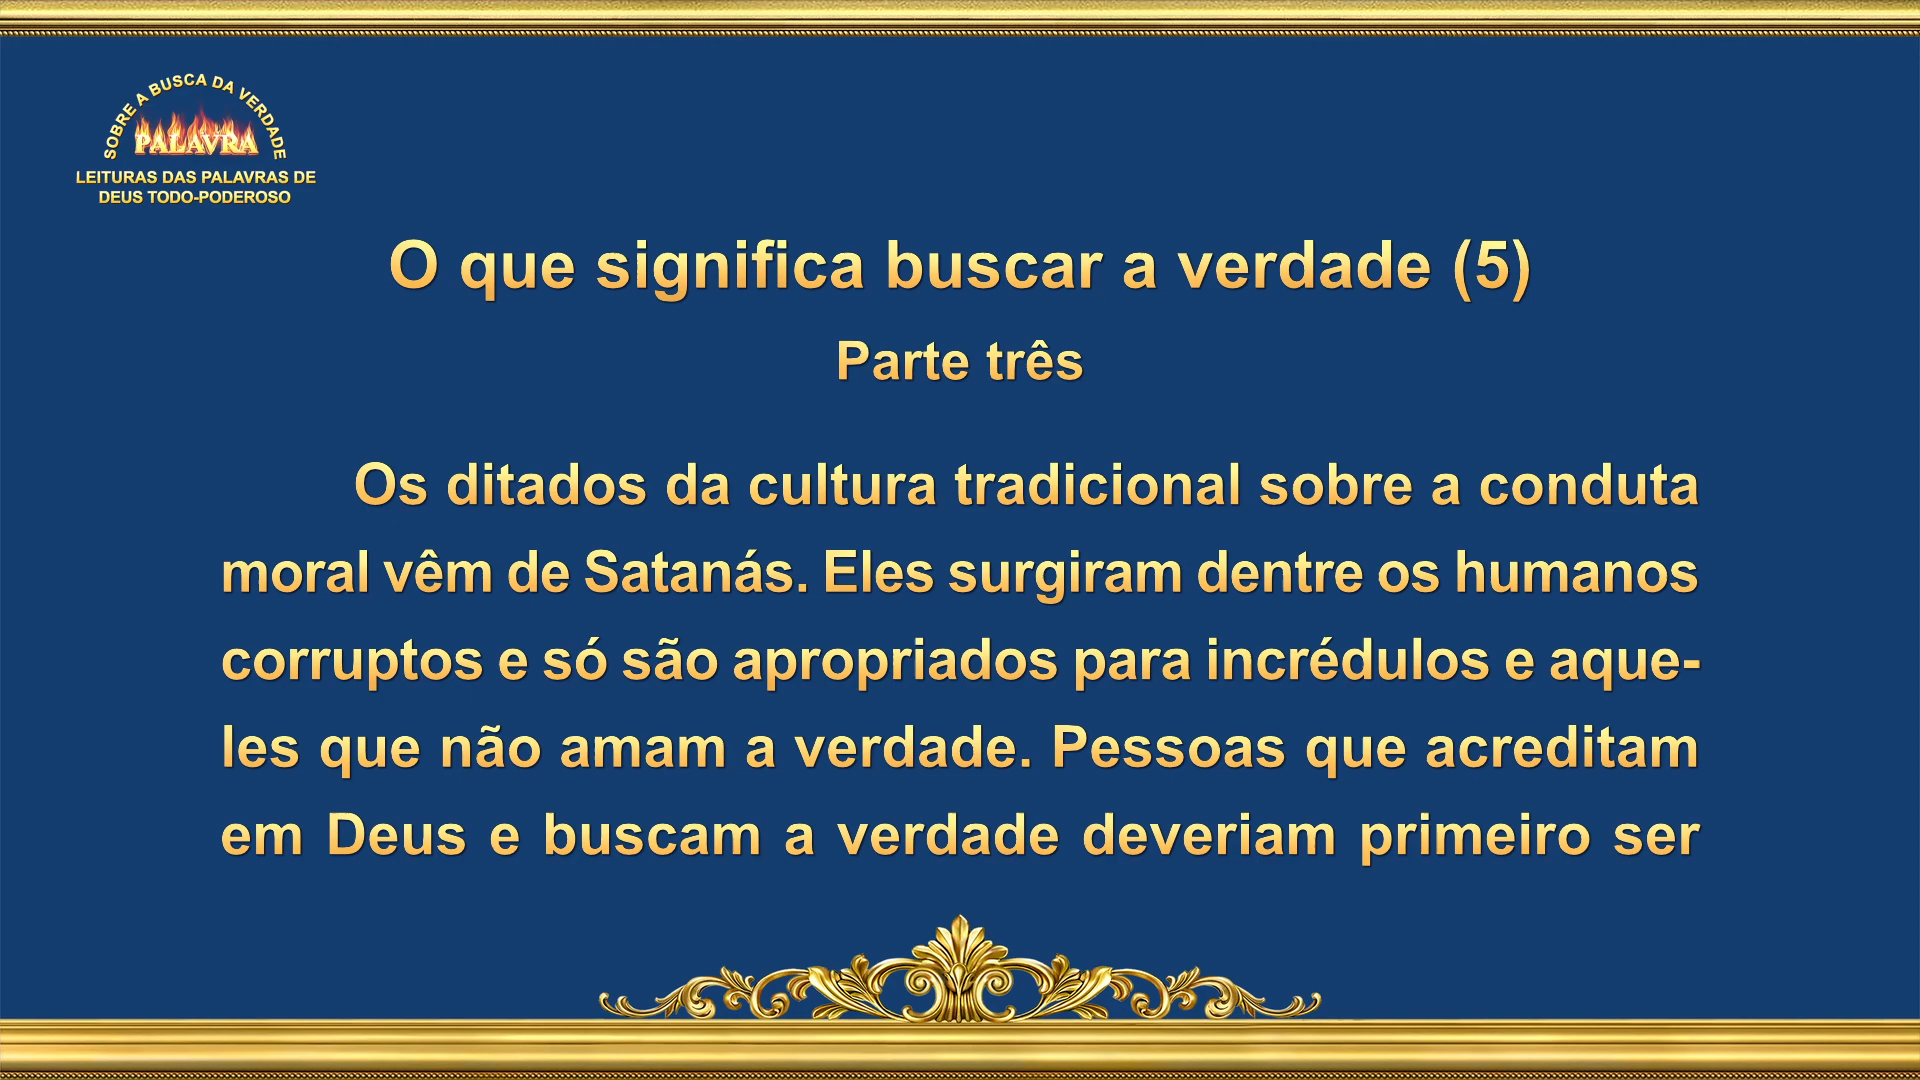 SOBRE A BUSCA DA VERDADE
PALAVRA
LEITURAS DAS PALAVRAS DE
DEUS TODO-PODEROSO
O que significa buscar a verdade (5)
Parte três
Os ditados da cultura tradicional sobre a conduta
moral vêm de Satanás. Eles surgiram dentre os humanos
corruptos e só são apropriados para incrédulos e aque-
les que não amam a verdade. Pessoas que acreditam
em Deus e buscam a verdade deveriam primeiro ser